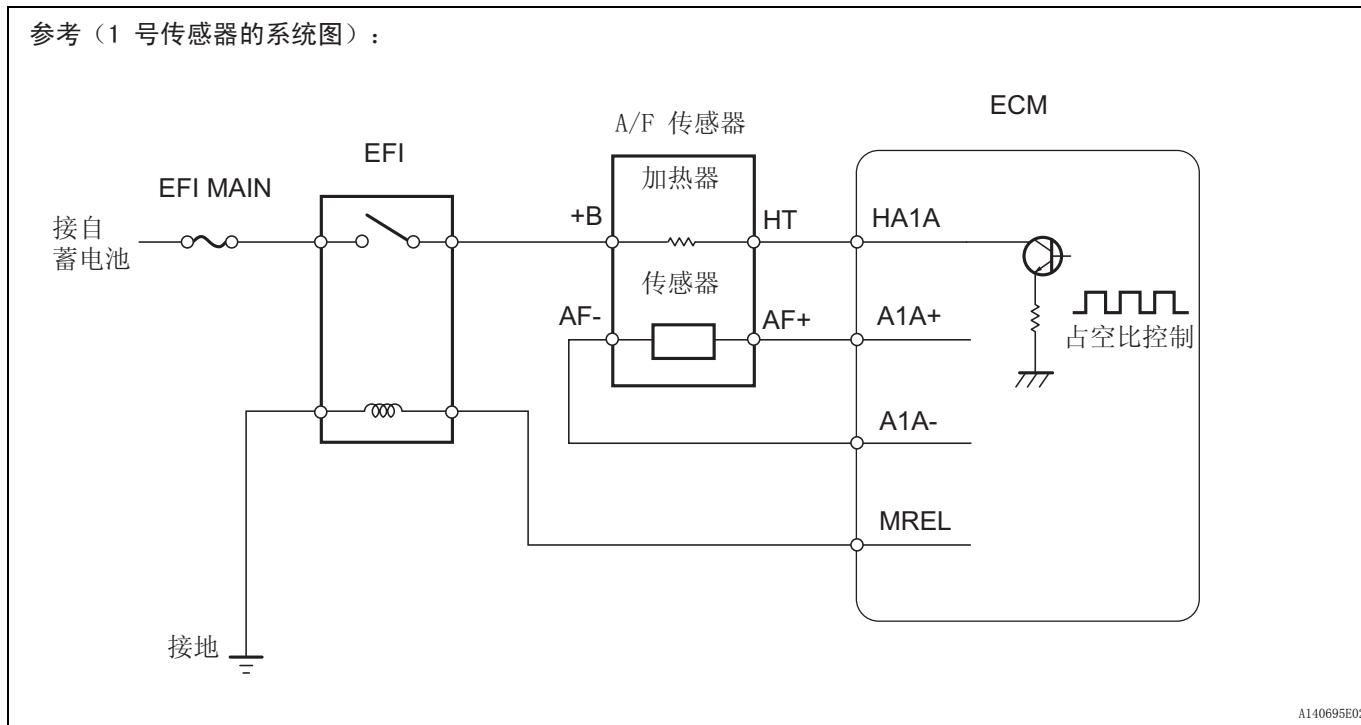 参考（1 号传感器的系统图）：
ECM
A/F 传感器
EFI
加热器
EFI MAIN
+B
HT
HA1A
接自
蓄电池
传感器
AF-
AF+
A1A+
占空比控制
A1A-
MREL
接地
A140695E02